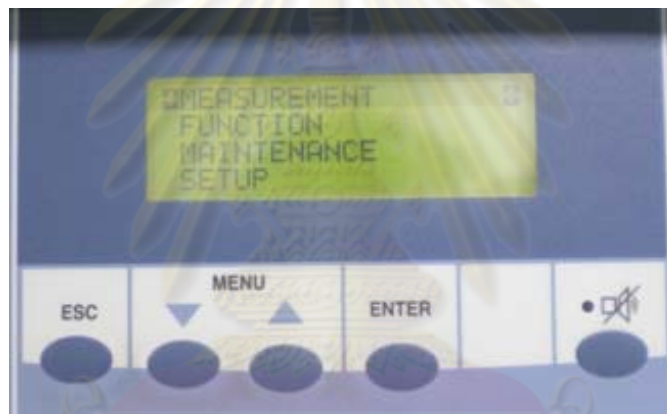 MEASUREMENT
FUNCTION
MAINTENANCE
SETUP
MENU
ESC
ENTER